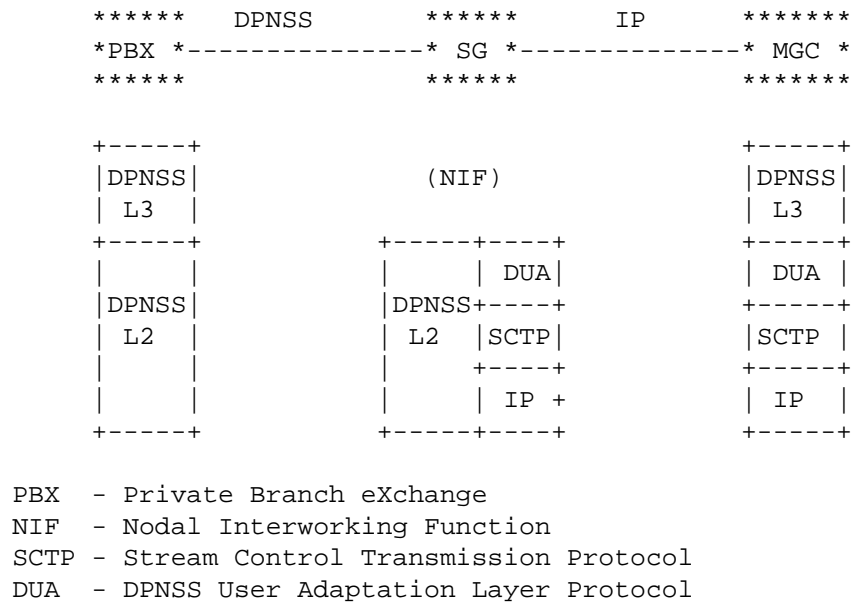 ****** DPNSS ****** IP *******
*PBX *---------------* SG *--------------* MGC *
****** ****** *******
+-----+ +-----+
|DPNSS| (NIF) |DPNSS|
| L3 | | L3 |
+-----+ +-----+----+ +-----+
| | | | DUA| | DUA |
|DPNSS| |DPNSS+----+ +-----+
| L2 | | L2 |SCTP| |SCTP |
| | | +----+ +-----+
| | | | IP + | IP |
+-----+ +-----+----+ +-----+
PBX - Private Branch eXchange
NIF - Nodal Interworking Function
SCTP - Stream Control Transmission Protocol
DUA - DPNSS User Adaptation Layer Protocol